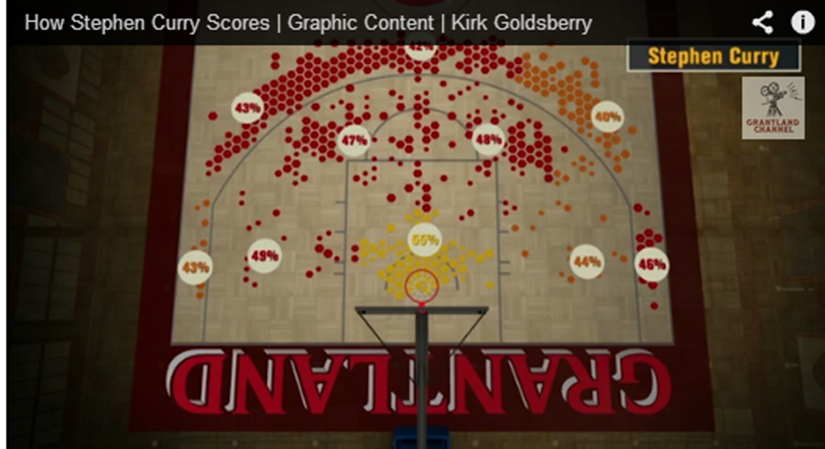 How Stephen Curry Scores | Graphic Content | Kirk Goldsberry
i
Stephen Curry
42%
43%
40%
GRANTLAND
CHANNEL
47%
48%
55%
49%
44%
43%
46%
GRANTLAND